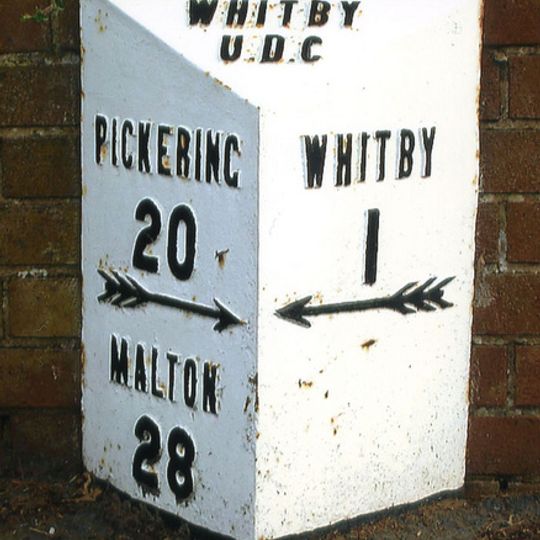 WHITBY
U.D.C
PICKERING
20
MALTON
28
WHITBY
1